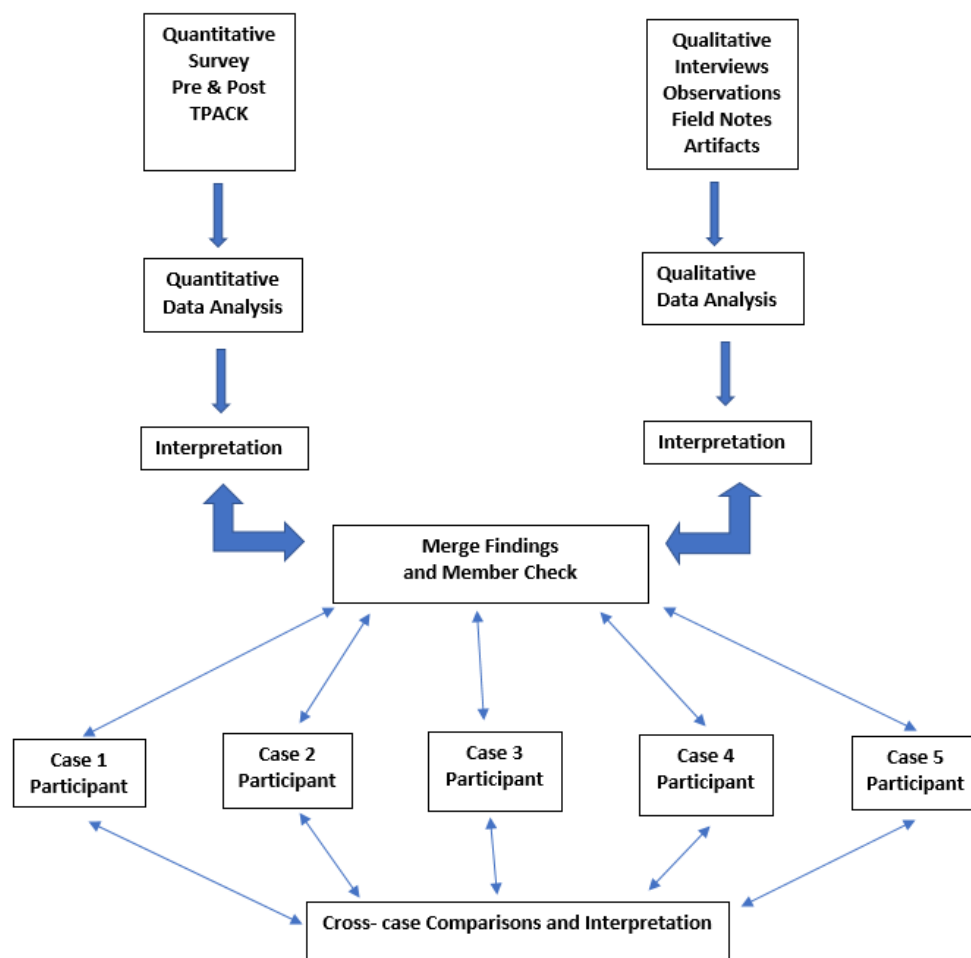 Quantitative
Survey
Pre & Post
TPACK
Qualitative
Interviews
Observations
Field Notes
Artifacts
Quantitative
Data Analysis
Qualitative
Data Analysis
Interpretation
Interpretation
Merge Findings
and Member Check
Case 1
Participant
Case 2
Participant
Case 3
Participant
Case 4
Participant
Case 5
Participant
Cross- case Comparisons and Interpretation